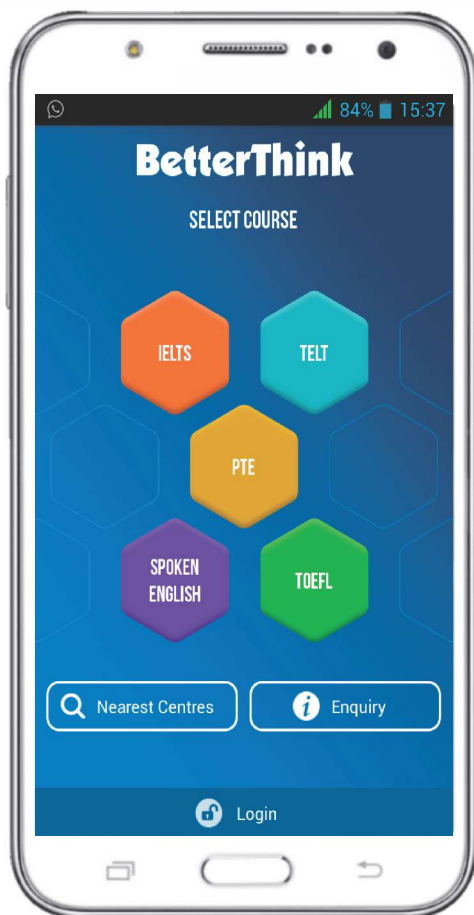 84% 15:37
BetterThink
SELECT COURSE
IELTS
TELT
PTE
SPOKEN
ENGLISH
TOEFL
Nearest Centres
Enquiry
Login